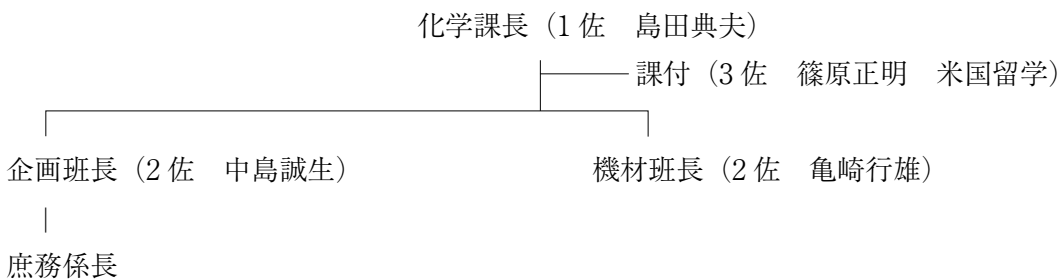 化学課長（1佐　島田典夫）
課付（3佐　篠原正明　米国留学）
企画班長（2佐　中島誠生）
機材班長（2佐　亀崎行雄）
庶務係長